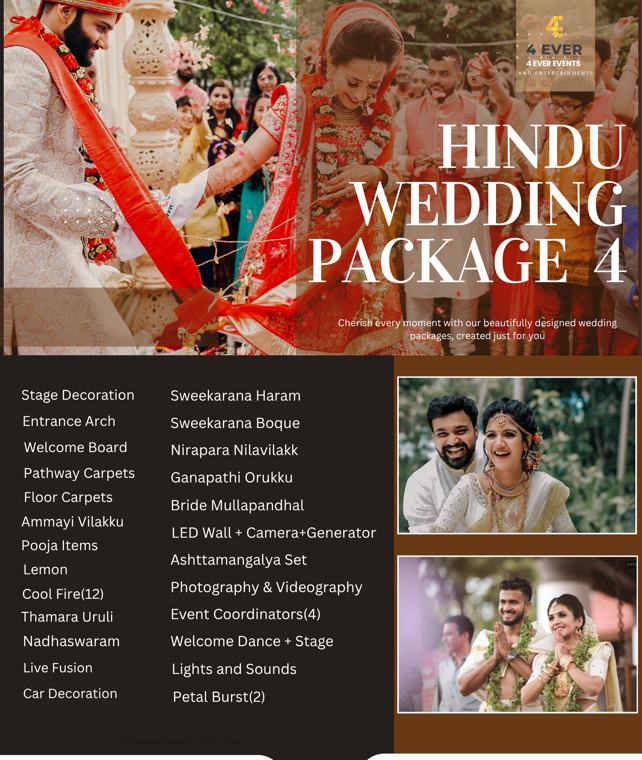 4E
4 EVER
4 EVER EVENTS
AND ENTERTAINMENTS
HINDU
WEDDING
PACKAGE 4
Cherish every moment with our beautifully designed wedding
packages, created just for you
Stage Decoration
Entrance Arch
Welcome Board
Pathway Carpets
Floor Carpets
Ammayi Vilakku
Pooja Items
Lemon
Cool Fire(12)
Thamara Uruli
Nadhaswaram
Live Fusion
Car Decoration
Sweekarana Haram
Sweekarana Boque
Nirapara Nilavilakk
Ganapathi Orukku
Bride Mullapandhal
LED Wall + Camera+Generator
Ashttamangalya Set
Photography & Videography
Event Coordinators(4)
Welcome Dance + Stage
Lights and Sounds
Petal Burst(2)